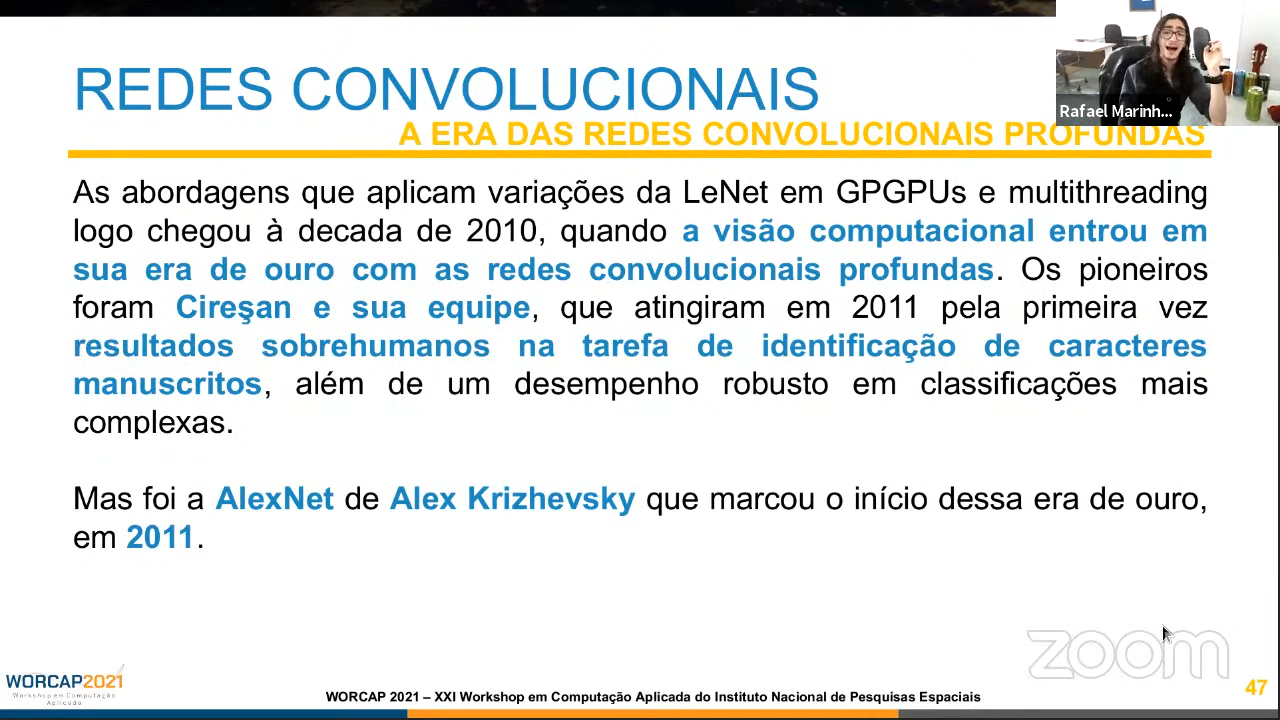 REDES CONVOLUCIONAIS
A ERA DAS REDES CONVOLUCIONAIS PROFUNDAS
Rafael Marinh...
As abordagens que aplicam variações da LeNet em GPGPUs e multithreading
logo chegou à decada de 2010, quando a visão computacional entrou em
sua era de ouro com as redes convolucionais profundas. Os pioneiros
foram Cireşan e sua equipe, que atingiram em 2011 pela primeira vez
resultados sobrehumanos na tarefa de identificação de caracteres
manuscritos, além de um desempenho robusto em classificações mais
complexas.
Mas foi a AlexNet de Alex Krizhevsky que marcou o início dessa era de ouro,
em 2011.
zoom
WORCAP2021
Workshop em Computação
Aplicada
WORCAP 2021 – XXI Workshop em Computação Aplicada do Instituto Nacional de Pesquisas Espaciais
47